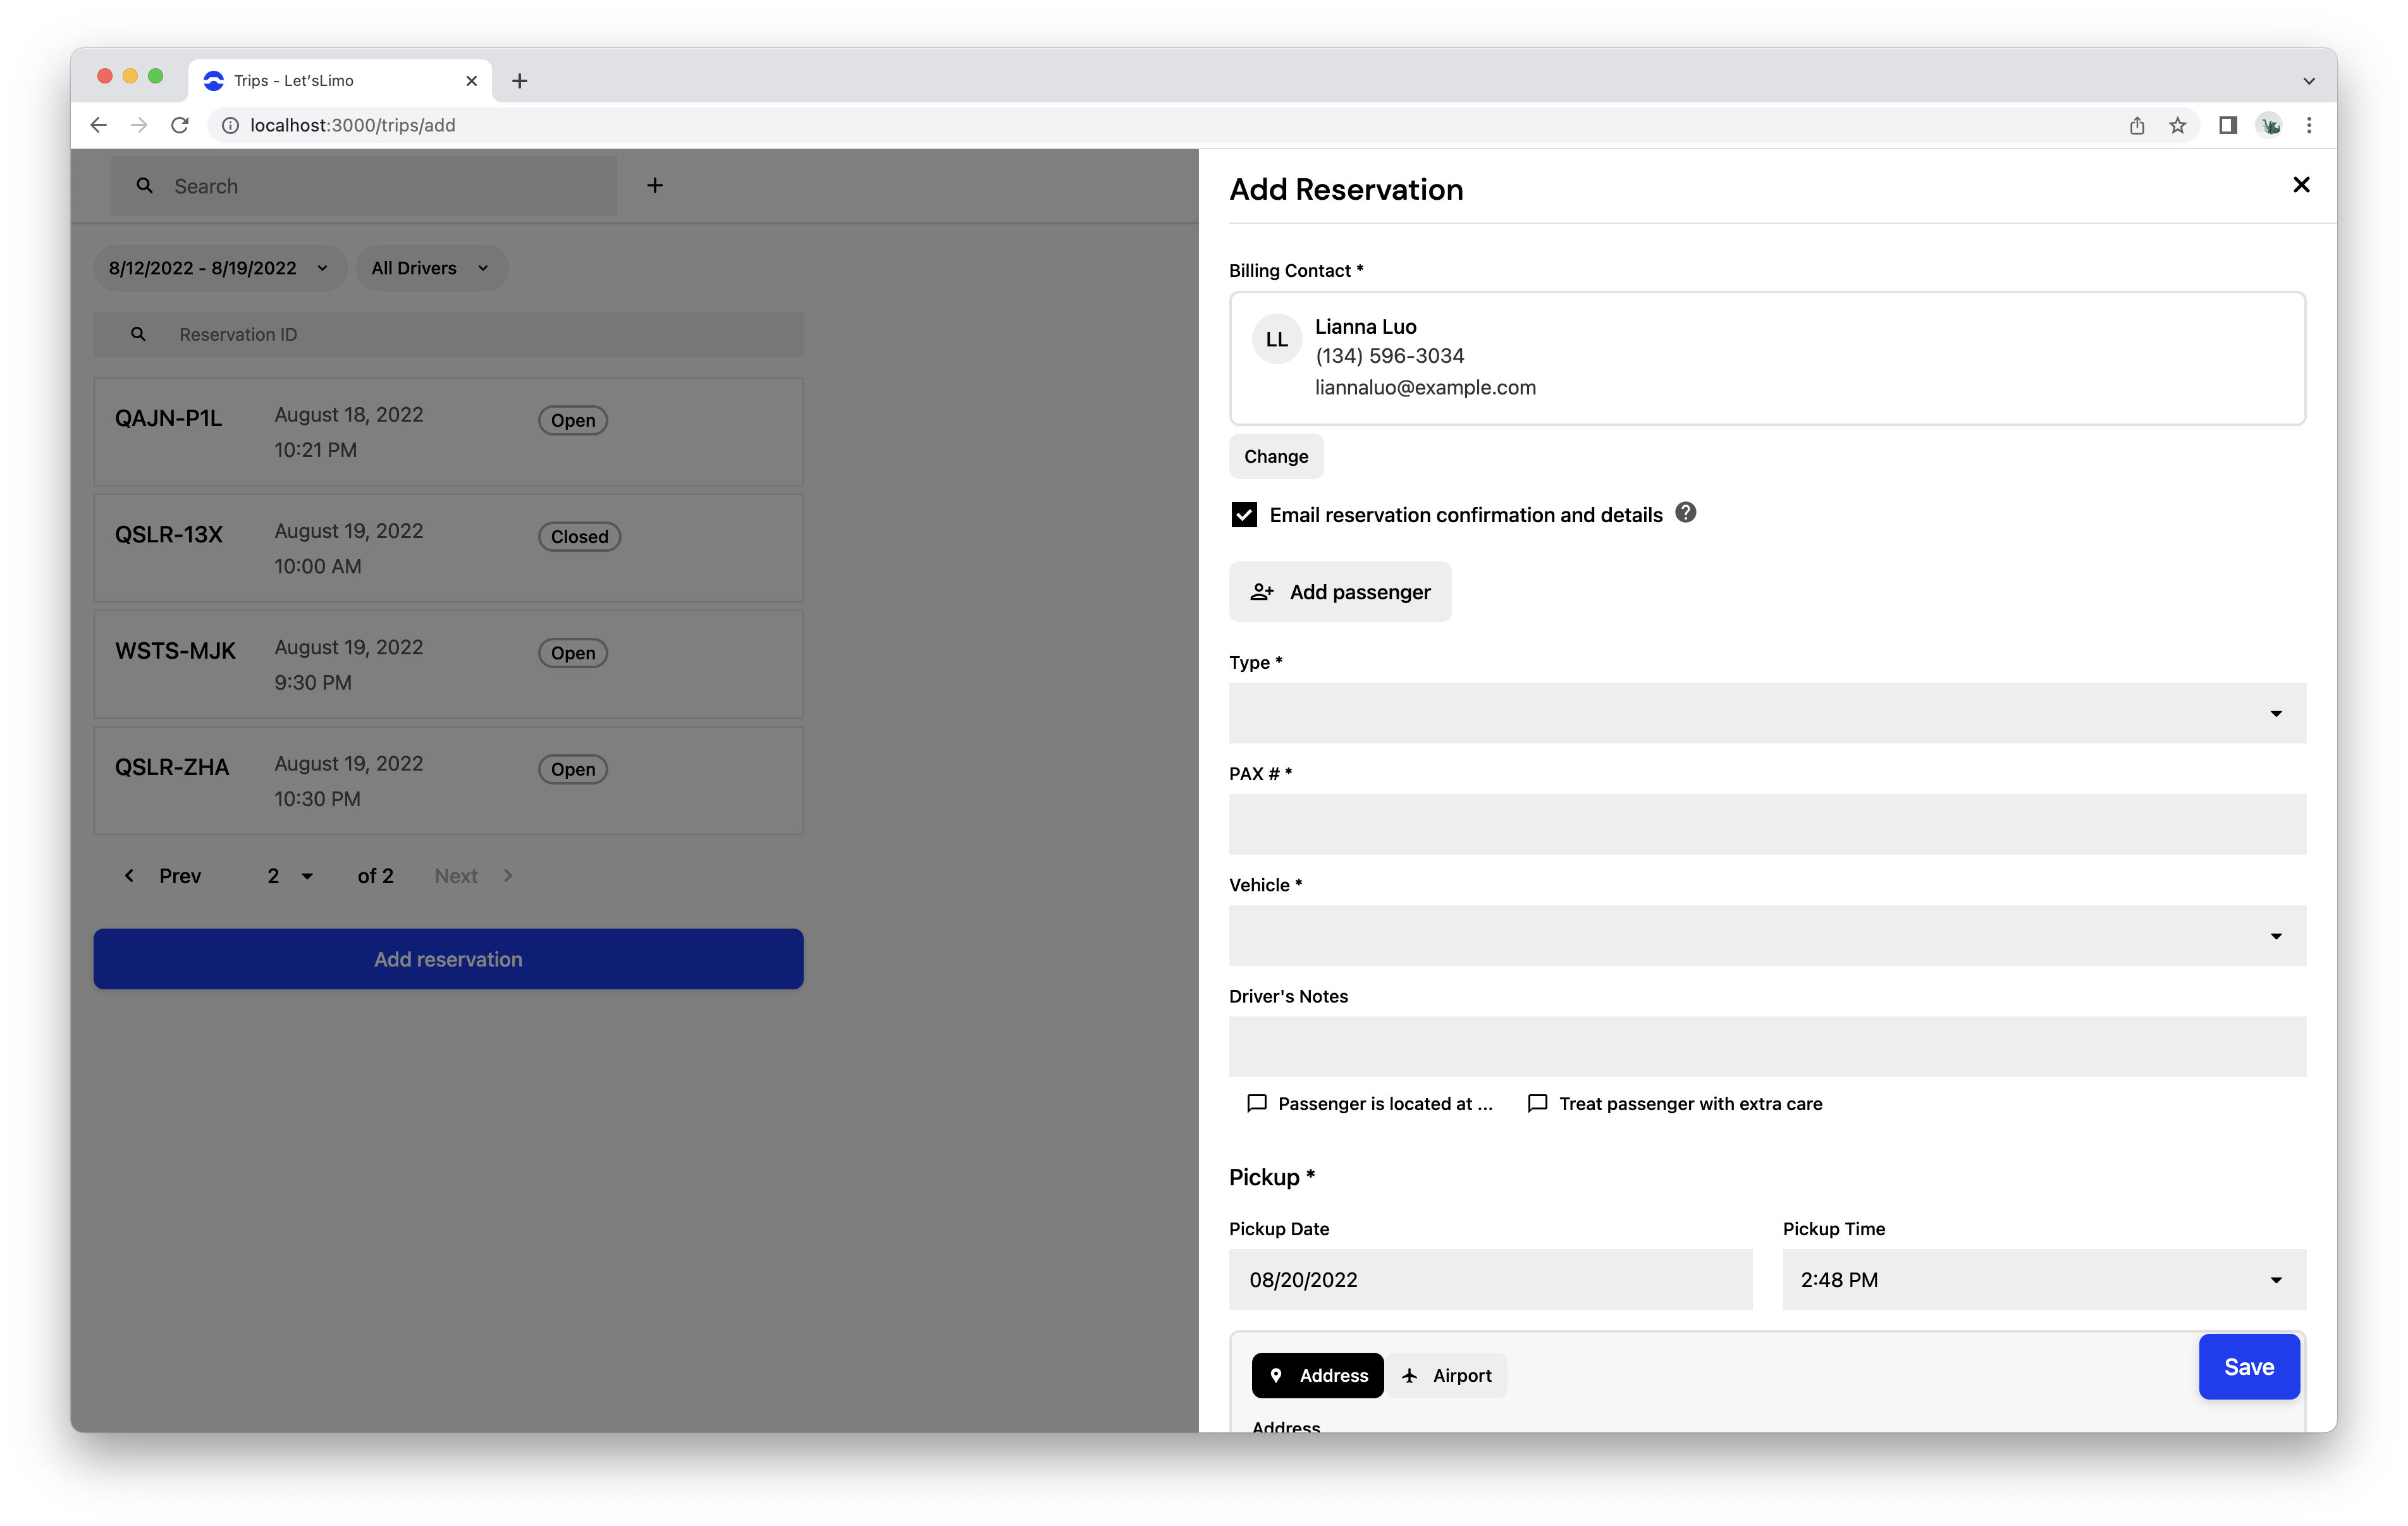 Trips - Let'sLimo
localhost:3000/trips/add
Search
8/12/2022 - 8/19/2022
All Drivers
Reservation ID
QAJN-P1L
August 18, 2022
Open
10:21 PM
QSLR-13X
August 19, 2022
Closed
10:00 AM
WSTS-MJK
August 19, 2022
Open
9:30 PM
QSLR-ZHA
August 19, 2022
Open
10:30 PM
Prev
2
of 2
Next
Add reservation
Add Reservation
Billing Contact *
LL
Lianna Luo
(134) 596-3034
liannaluo@example.com
Change
Email reservation confirmation and details
Add passenger
Type *
PAX # *
Vehicle *
Driver's Notes
Passenger is located at ...
Treat passenger with extra care
Pickup *
Pickup Date
Pickup Time
08/20/2022
2:48 PM
Address
Airport
Save
Address